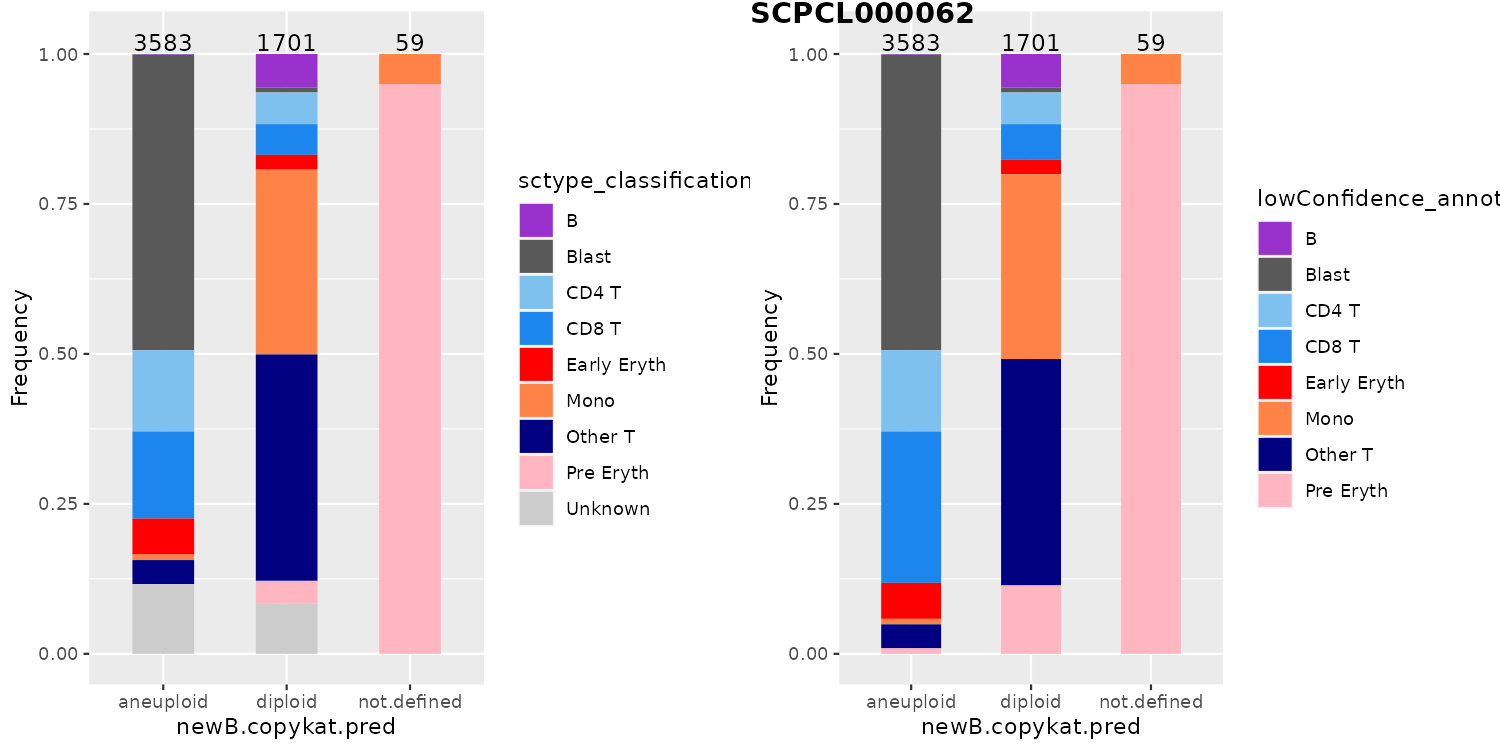 SCPCL000062
3583 1701 59
1.00
0.75
0.50
0.25
0.00
Frequency
aneuploid diploid not.defined
newB.copykat.pred
sctype_classification
B
Blast
CD4 T
CD8 T
Early Eryth
Mono
Other T
Pre Eryth
Unknown
3583 1701 59
1.00
0.75
0.50
0.25
0.00
Frequency
aneuploid diploid not.defined
newB.copykat.pred
lowConfidence_annot
B
Blast
CD4 T
CD8 T
Early Eryth
Mono
Other T
Pre Eryth